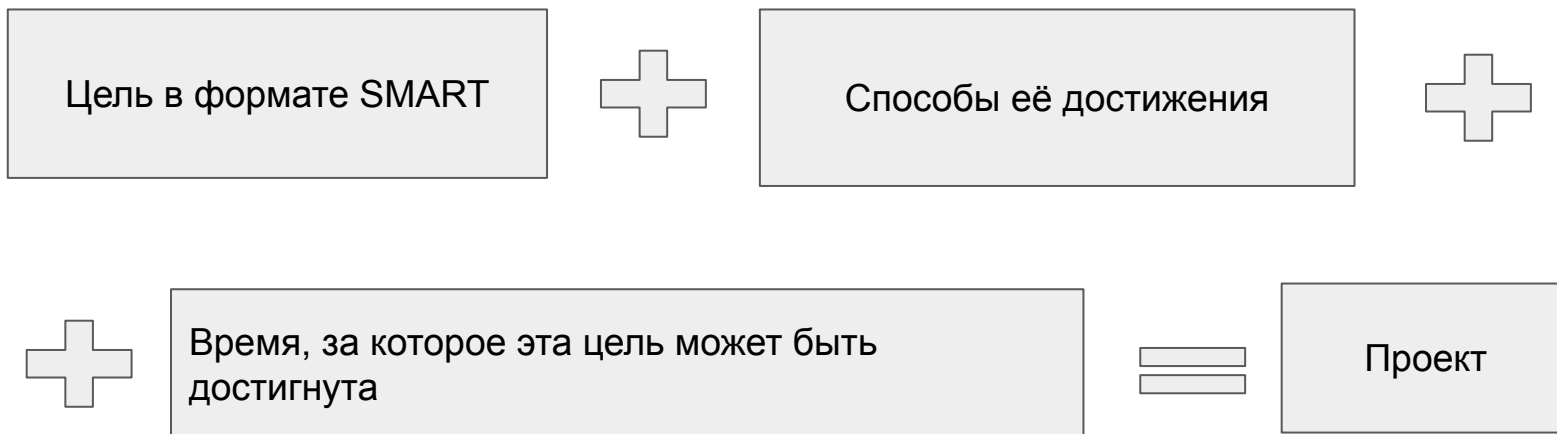 Цель в формате SMART
Способы её достижения
Время, за которое эта цель может быть
достигнута
Проект